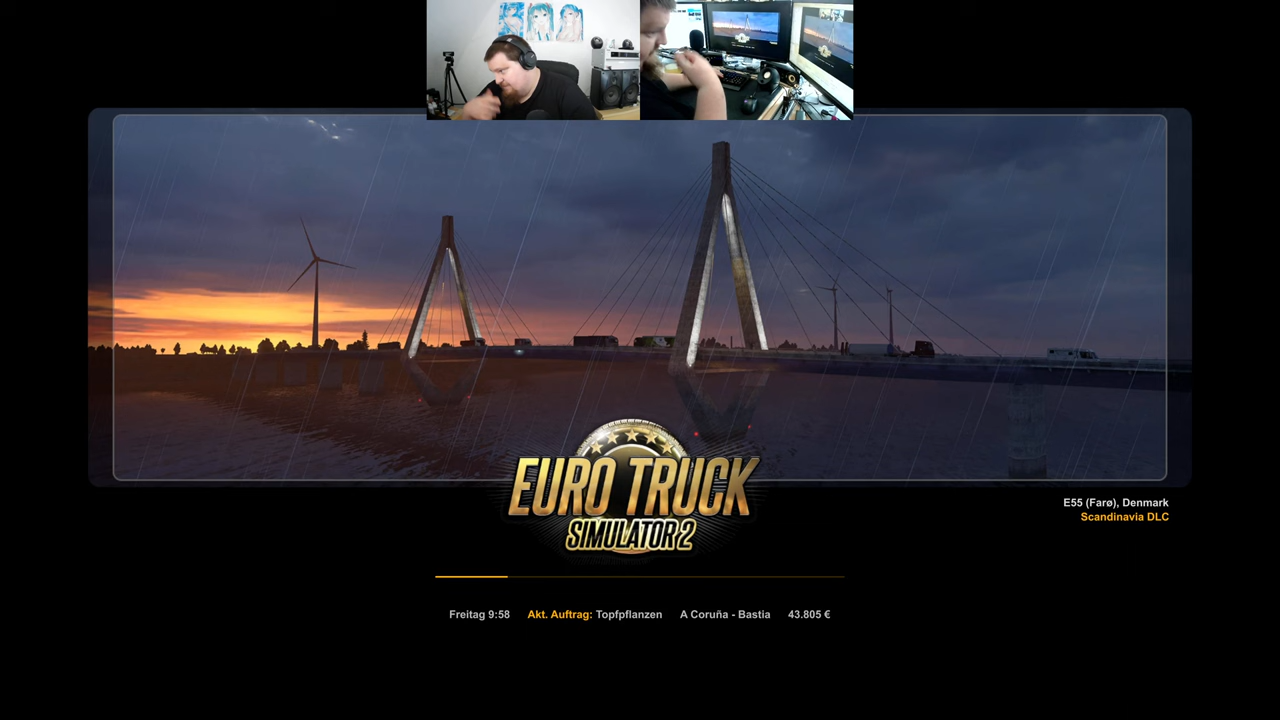 EURO TRUCK
SIMULATOR 2
E55 (Farø), Denmark
Scandinavia DLC
Freitag 9:58 Akt. Auftrag: Topfpflanzen A Coruña - Bastia 43.805 €